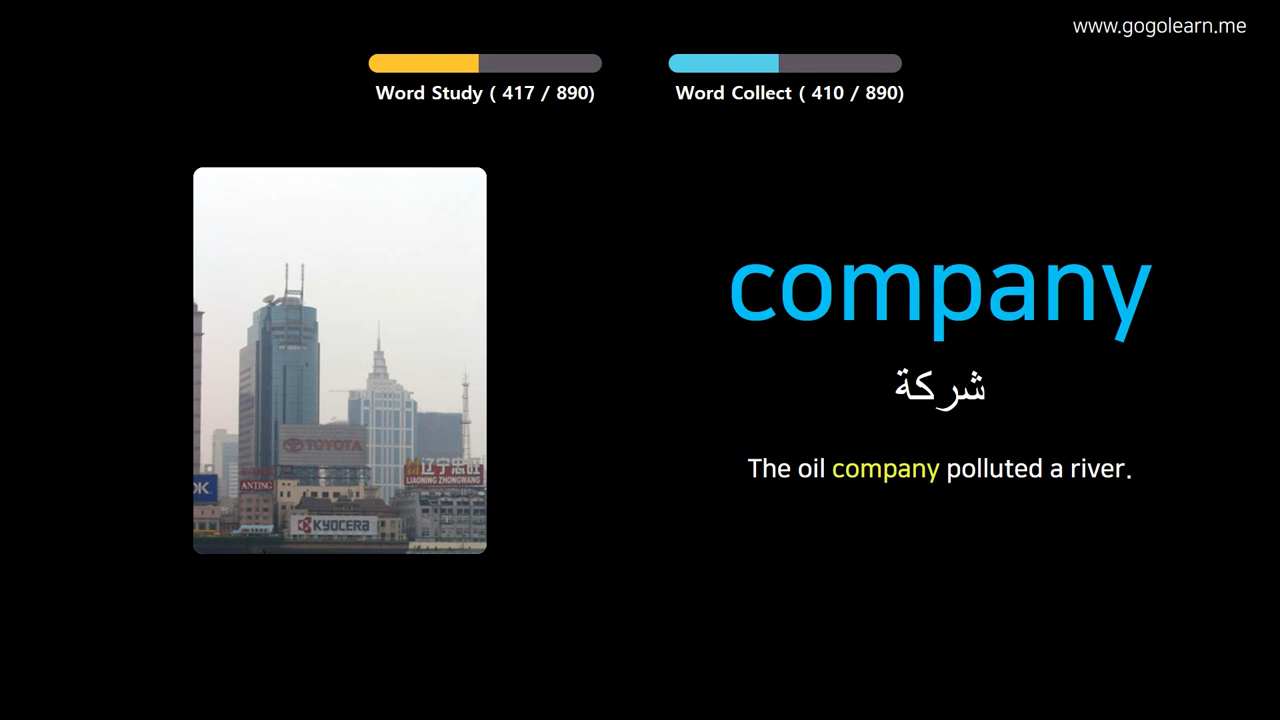 www.gogolearn.me
Word Study ( 417 / 890)
Word Collect ( 410 / 890)
company
شركة
The oil company polluted a river.
TOYOTA
辽宁忠旺
LIAONING ZHONGWANG
OK
ANTING
KYOCERA